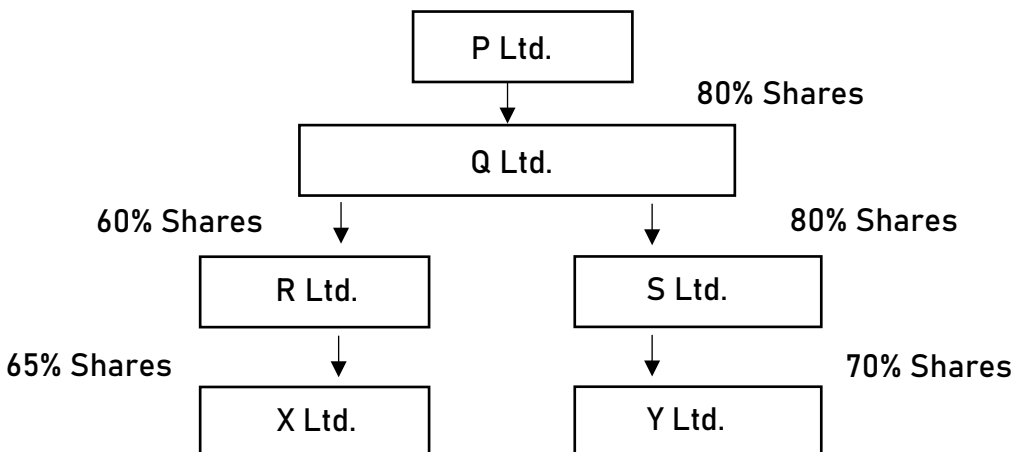 P Ltd.
80% Shares
Q Ltd.
60% Shares
80% Shares
R Ltd.
S Ltd.
65% Shares
70% Shares
X Ltd.
Y Ltd.